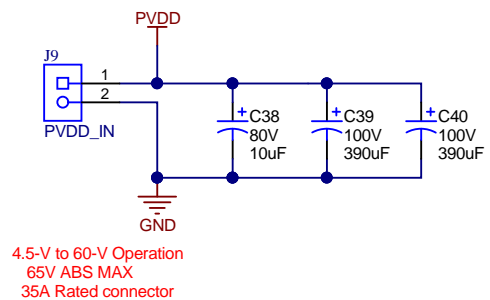 PVDD
J9
1
2
PVDD_IN
+
C38
80V
10uF
+
C39
100V
390uF
+
C40
100V
390uF
GND
4.5-V to 60-V Operation
65V ABS MAX
35A Rated connector